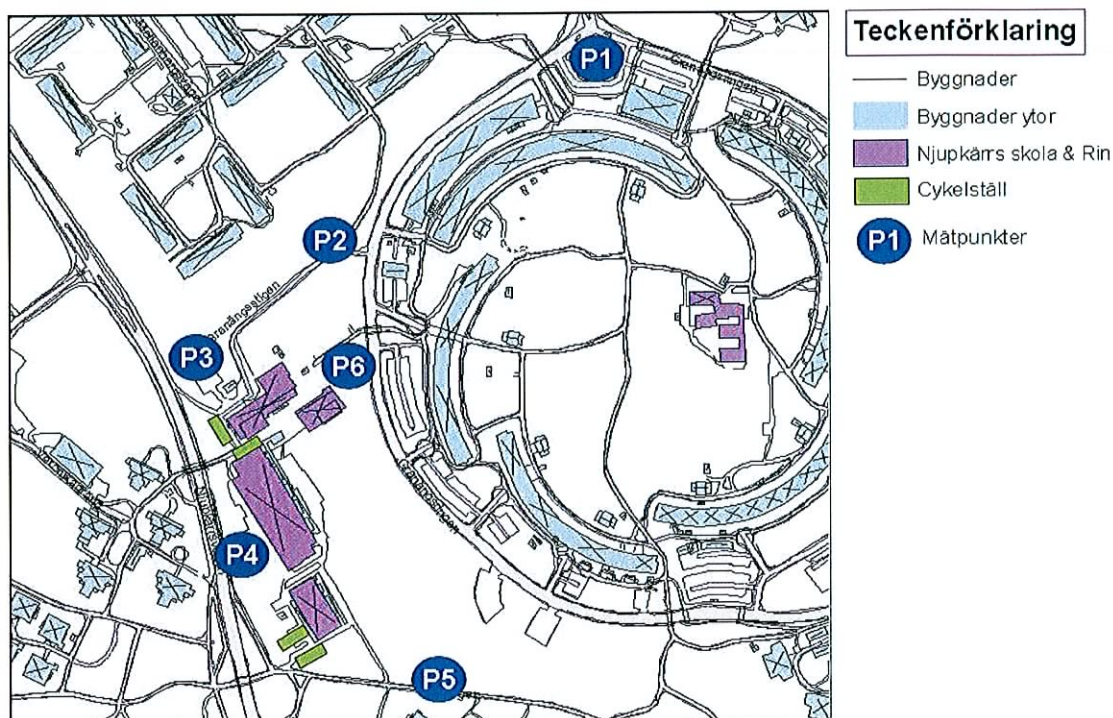 P1
P2
P3
P6
P4
P5
Teckenförklaring
Byggnader
Byggnader ytor
Njupkärrs skola & Rin
Cykelställ
P1 Mätpunkter